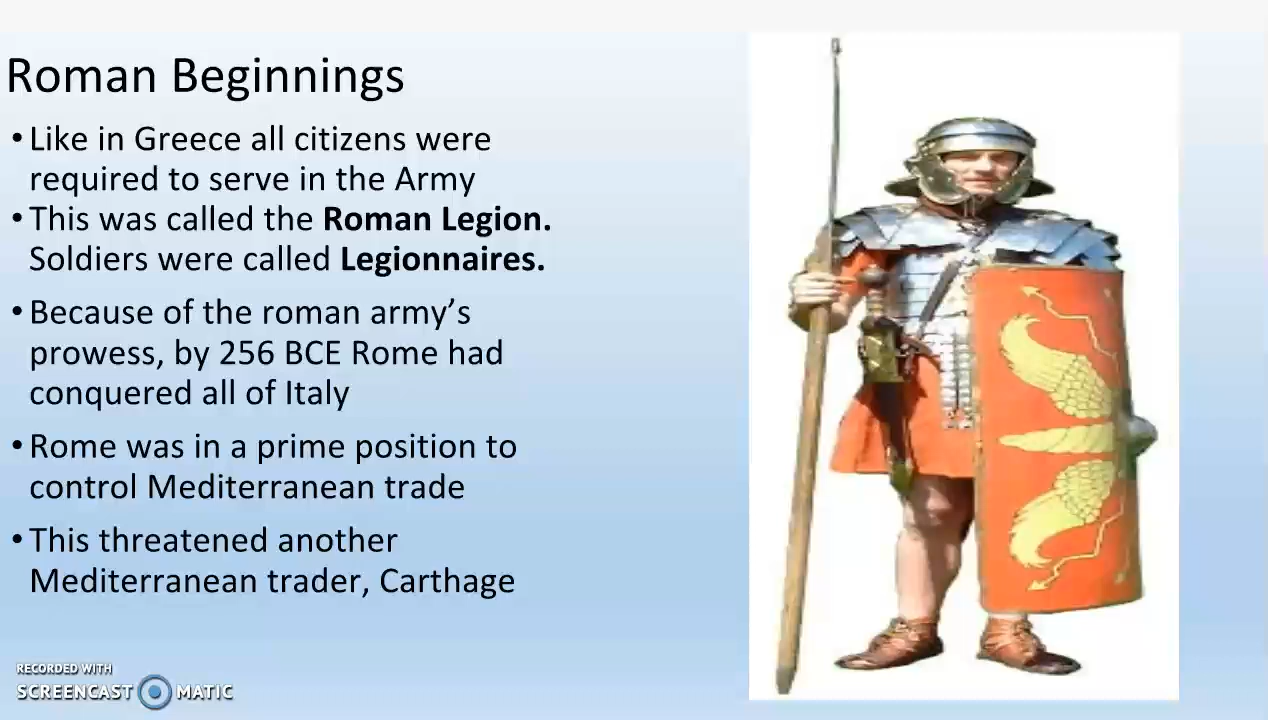 Roman Beginnings
•Like in Greece all citizens were
required to serve in the Army
•This was called the Roman Legion.
Soldiers were called Legionnaires.
•Because of the roman army’s
prowess, by 256 BCE Rome had
conquered all of Italy
•Rome was in a prime position to
control Mediterranean trade
•This threatened another
Mediterranean trader, Carthage
RECORDED WITH
SCREENCAST MATIC